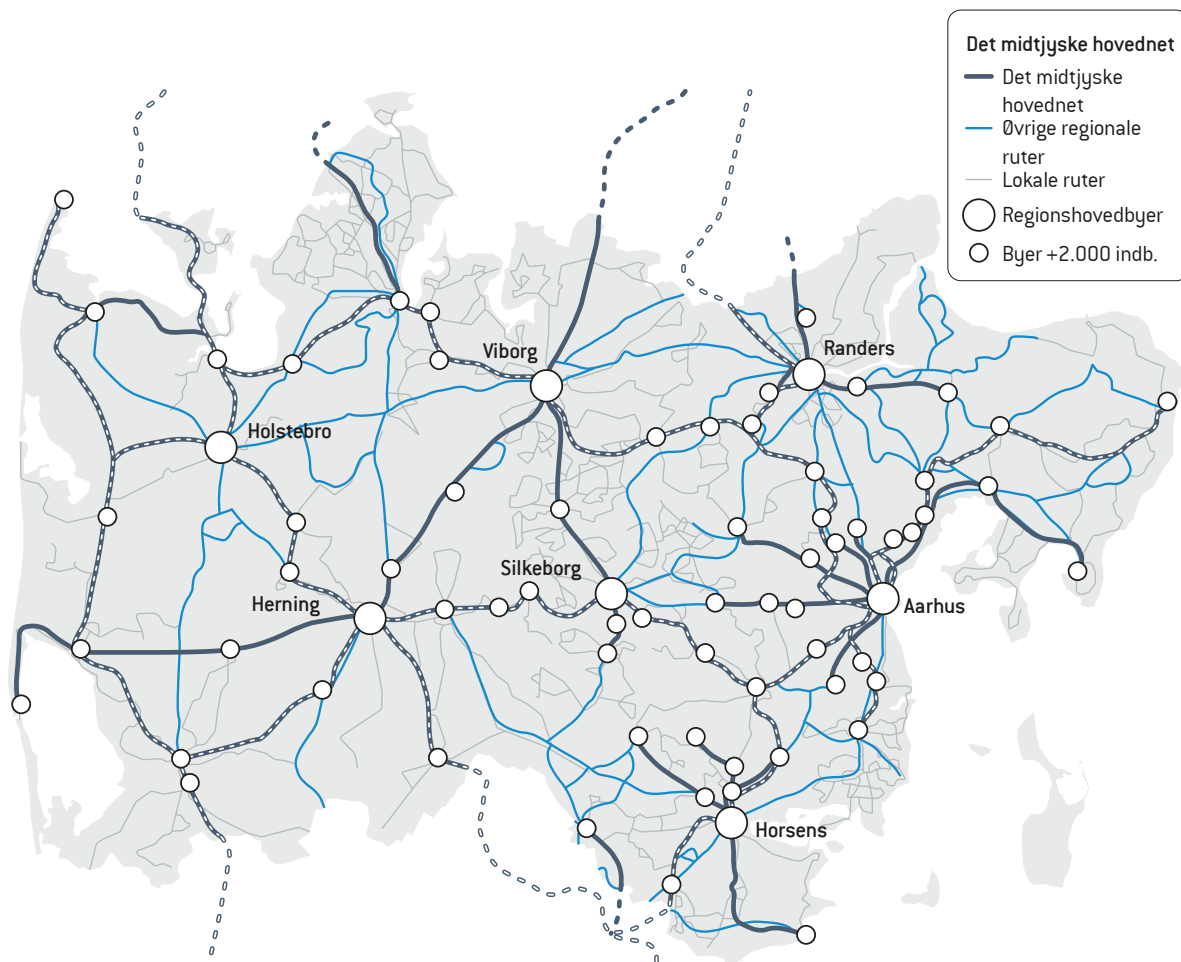 Det midtjyske hovednet
Det midtjyske
hovednet
Øvrige regionale
ruter
Lokale ruter
Regionshovedbyer
Byer +2.000 indb.
Viborg
Randers
Holstebro
Silkeborg
Herning
Aarhus
Horsens